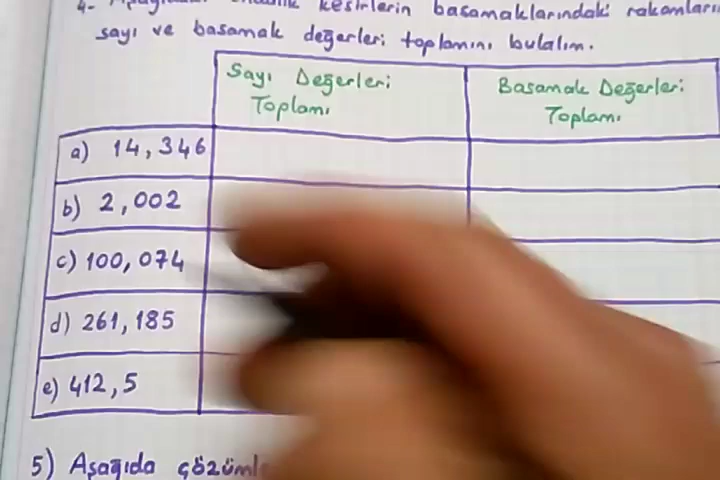 4- kesirlerin basamaklarındaki rakamların
sayı ve basamak değerleri toplamını bulalım.
Sayı Değerleri
Toplamı
Basamak Değerleri
Toplamı
a) 14,346
b) 2,002
c) 100,074
d) 261,185
e) 412,5
5) Aşağıda